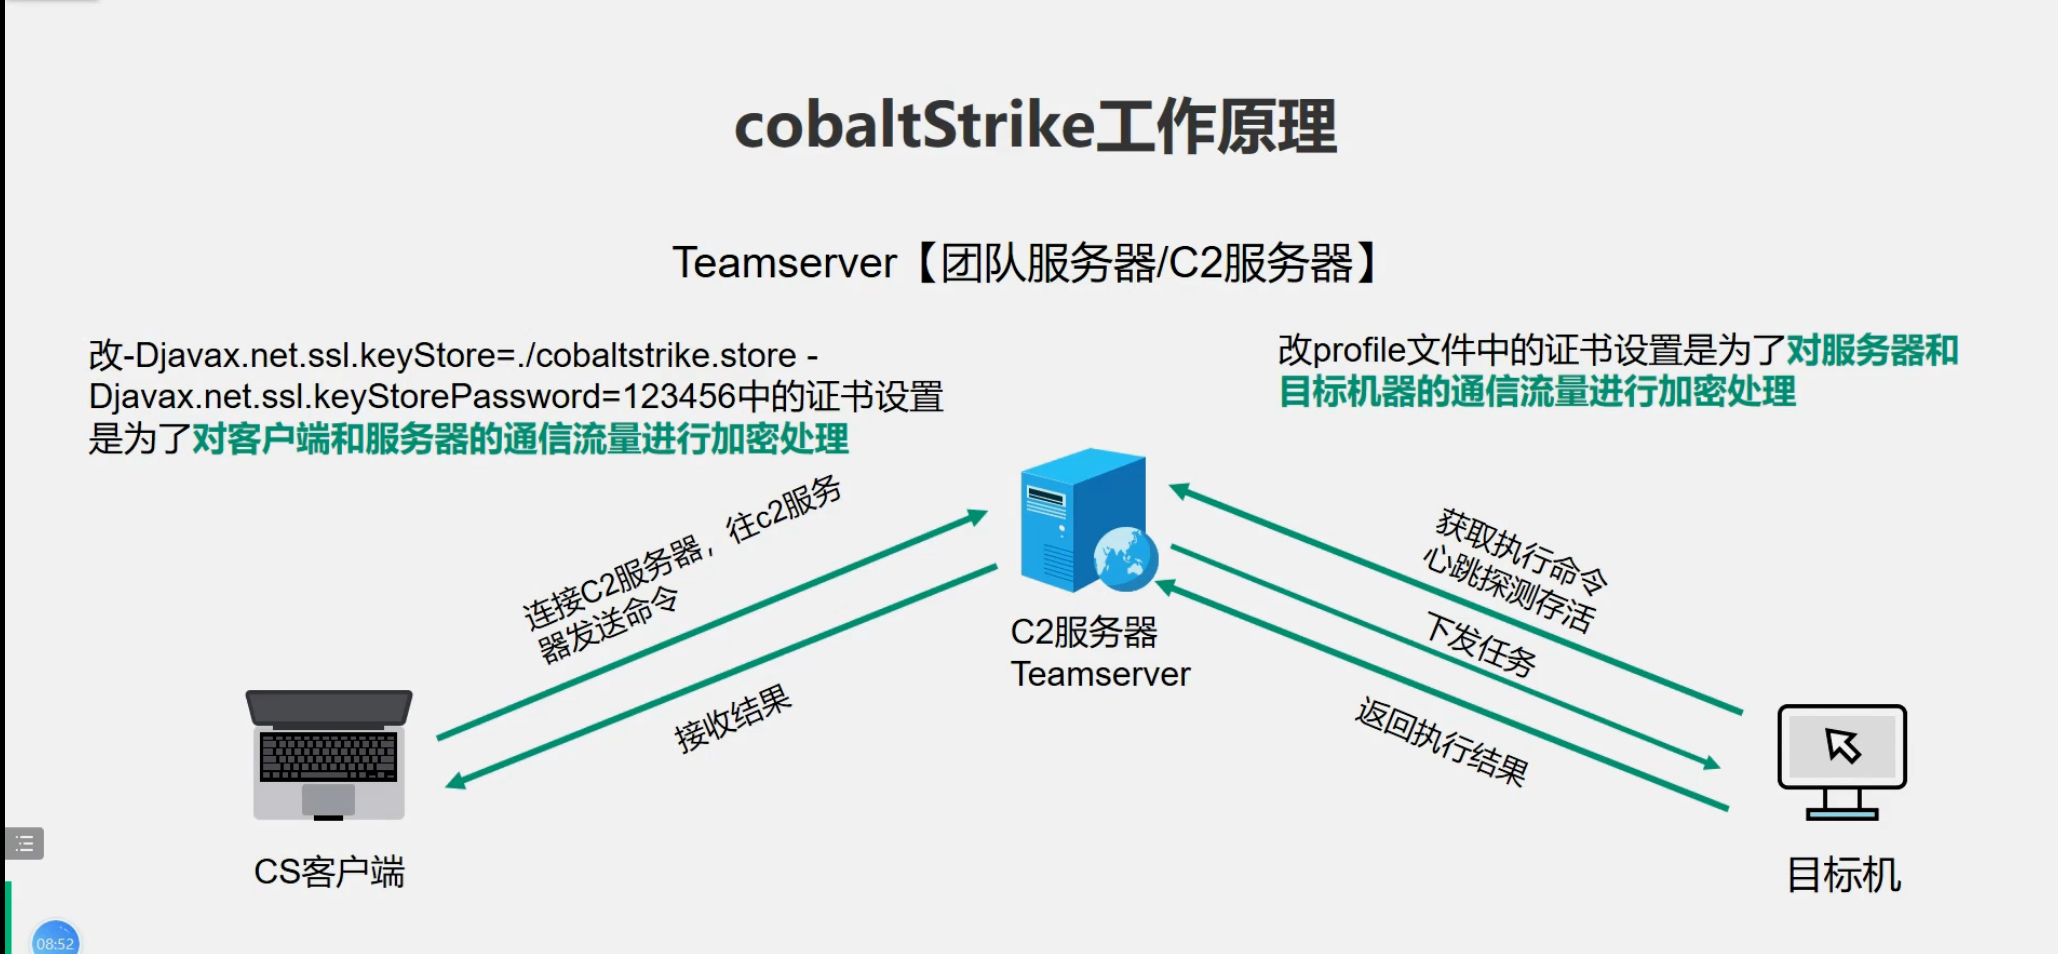 cobaltStrike工作原理
Teamserver【团队服务器/C2服务器】
改-Djavax.net.ssl.keyStore=./cobaltstrike.store -
Djavax.net.ssl.keyStorePassword=123456中的证书设置
是为了对客户端和服务器的通信流量进行加密处理
改profile文件中的证书设置是为了对服务器和
目标机器的通信流量进行加密处理
连接C2服务器，往c2服务
器发送命令
接收结果
C2服务器
Teamserver
获取执行命令
心跳探测存活
下发任务
返回执行结果
CS客户端
目标机
08:52